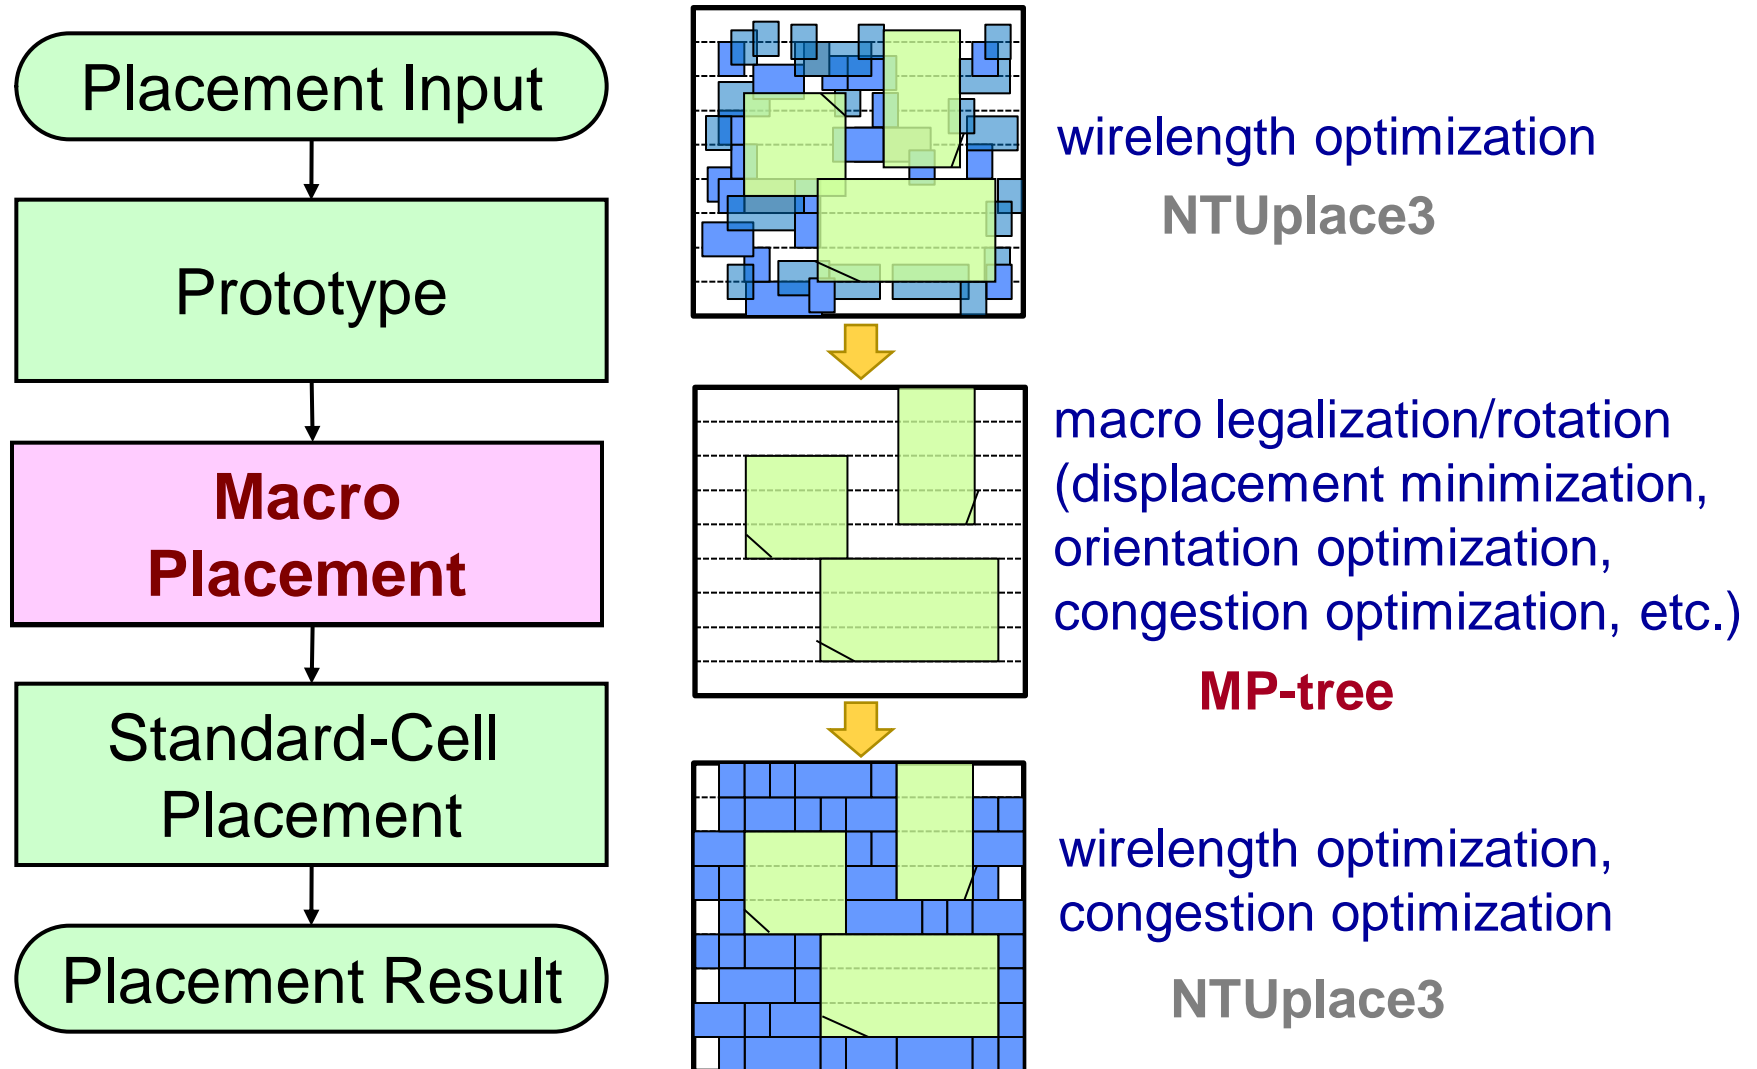 Placement Input
Prototype
Macro
Placement
Standard-Cell
Placement
Placement Result
wirelength optimization
NTUplace3
macro legalization/rotation
(displacement minimization,
orientation optimization,
congestion optimization, etc.)
MP-tree
wirelength optimization,
congestion optimization
NTUplace3